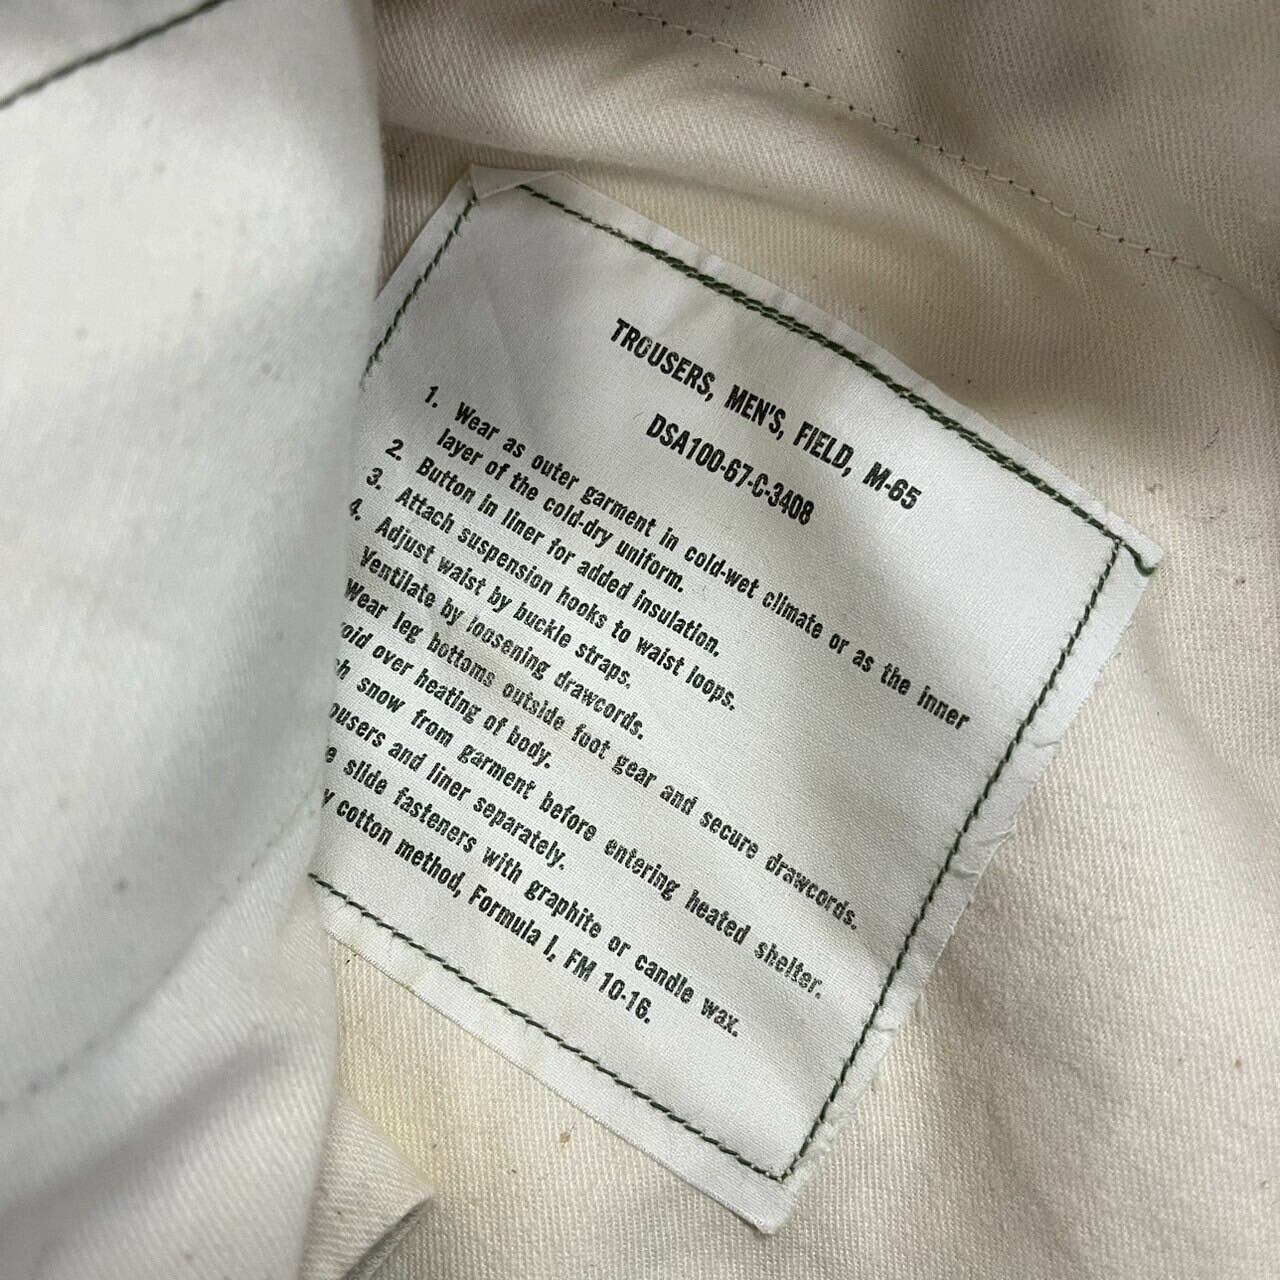 TROUSERS, MEN'S, FIELD, M-65
DSA100-67-C-3408
1. Wear as outer garment in cold-wet climate or as the inner
layer of the cold-dry uniform.
2. Button in liner for added insulation.
3. Attach suspension hooks to waist loops.
4. Adjust waist by buckle straps.
Ventilate by loosening drawcords.
Wear leg bottoms outside foot gear and secure drawcords.
over heating of body.
snow from garment before entering heated shelter.
and liner separately.
slide fasteners with graphite or candle wax.
cotton method, Formula I, FM 10-16.